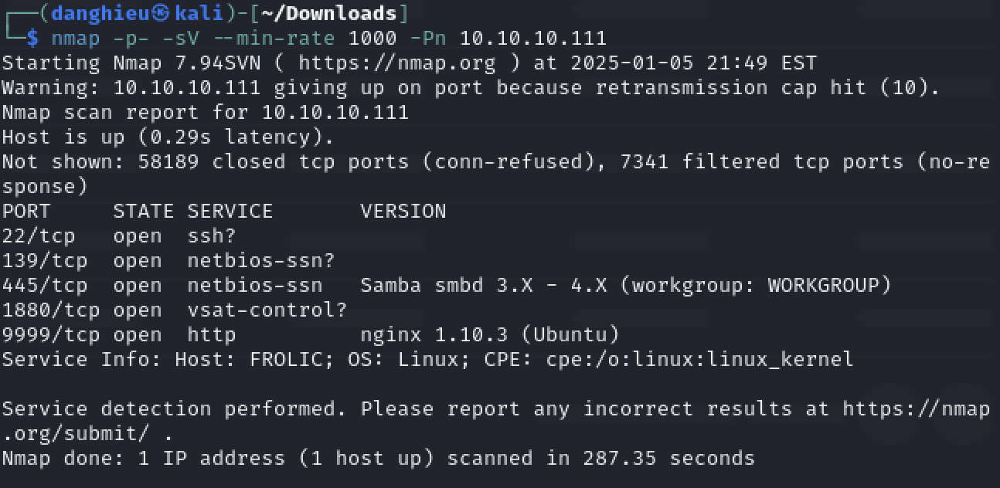 ┌──(danghieu㉿kali)-[~/Downloads]
└─$ nmap -p- -sV --min-rate 1000 -Pn 10.10.10.111
Starting Nmap 7.94SVN ( https://nmap.org ) at 2025-01-05 21:49 EST
Warning: 10.10.10.111 giving up on port because retransmission cap hit (10).
Nmap scan report for 10.10.10.111
Host is up (0.29s latency).
Not shown: 58189 closed tcp ports (conn-refused), 7341 filtered tcp ports (no-re
sponse)
PORT     STATE SERVICE      VERSION
22/tcp   open  ssh?
139/tcp  open  netbios-ssn?
445/tcp  open  netbios-ssn  Samba smbd 3.X - 4.X (workgroup: WORKGROUP)
1880/tcp open  vsat-control?
9999/tcp open  http         nginx 1.10.3 (Ubuntu)
Service Info: Host: FROLIC; OS: Linux; CPE: cpe:/o:linux:linux_kernel
Service detection performed. Please report any incorrect results at https://nmap
.org/submit/ .
Nmap done: 1 IP address (1 host up) scanned in 287.35 seconds